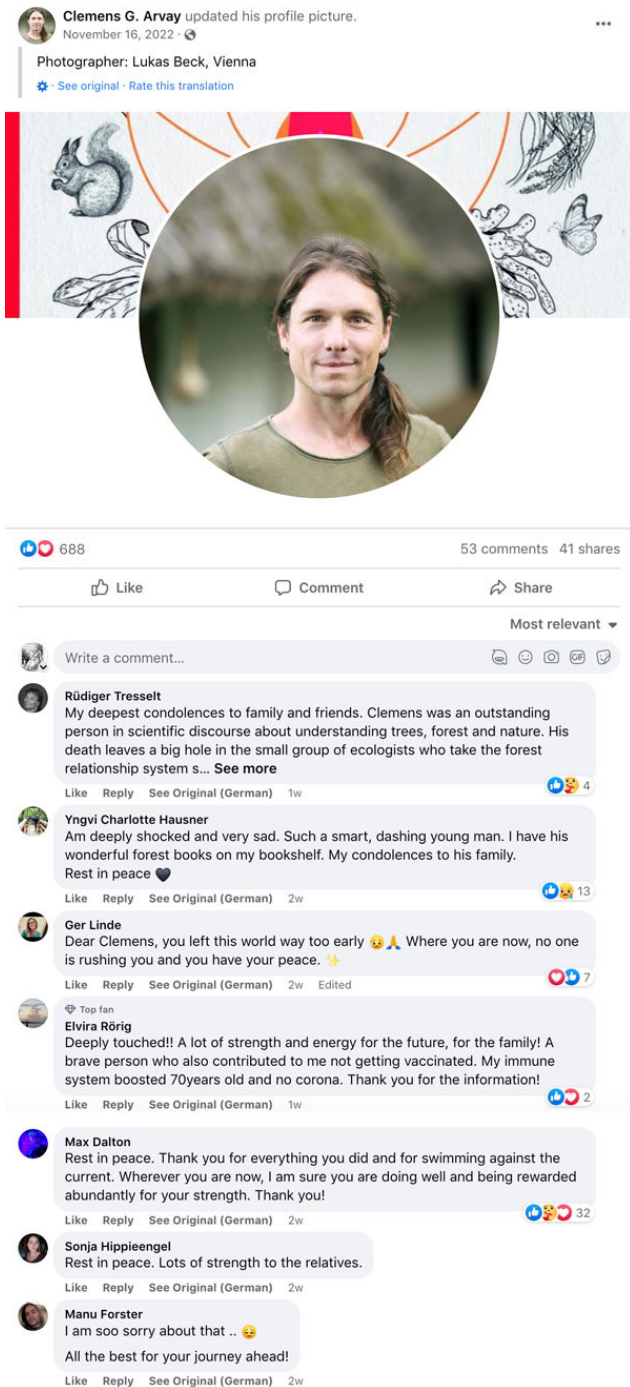 Clemens G. Arvay updated his profile picture.
November 16, 2022 ·
Photographer: Lukas Beck, Vienna
· See original · Rate this translation
688
53 comments 41 shares
Like Comment Share
Most relevant
Write a comment...
GIF
Rüdiger Tresselt
My deepest condolences to family and friends. Clemens was an outstanding
person in scientific discourse about understanding trees, forest and nature. His
death leaves a big hole in the small group of ecologists who take the forest
relationship system s... See more
4
Like Reply See Original (German) 1w
Yngvi Charlotte Hausner
Am deeply shocked and very sad. Such a smart, dashing young man. I have his
wonderful forest books on my bookshelf. My condolences to his family.
Rest in peace 🖤
13
Like Reply See Original (German) 2w
Ger Linde
Dear Clemens, you left this world way too early 😥🙏 Where you are now, no one
is rushing you and you have your peace. ✨
7
Like Reply See Original (German) 2w Edited
Top fan
Elvira Rörig
Deeply touched!! A lot of strength and energy for the future, for the family! A
brave person who also contributed to me not getting vaccinated. My immune
system boosted 70years old and no corona. Thank you for the information!
2
Like Reply See Original (German) 1w
Max Dalton
Rest in peace. Thank you for everything you did and for swimming against the
current. Wherever you are now, I am sure you are doing well and being rewarded
abundantly for your strength. Thank you!
32
Like Reply See Original (German) 2w
Sonja Hippieengel
Rest in peace. Lots of strength to the relatives.
Like Reply See Original (German) 2w
Manu Forster
I am soo sorry about that .. 😔
All the best for your journey ahead!
Like Reply See Original (German) 2w